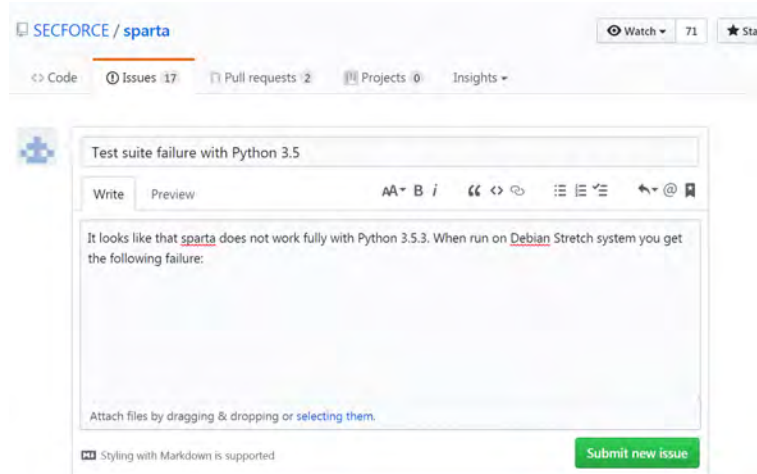 SECFORCE / sparta
Watch 71 Sta
<> Code Issues 17 Pull requests 2 Projects 0 Insights
Test suite failure with Python 3.5
Write Preview AA B i “ <> @
It looks like that sparta does not work fully with Python 3.5.3. When run on Debian Stretch system you get
the following failure:
Attach files by dragging & dropping or selecting them.
Styling with Markdown is supported
Submit new issue